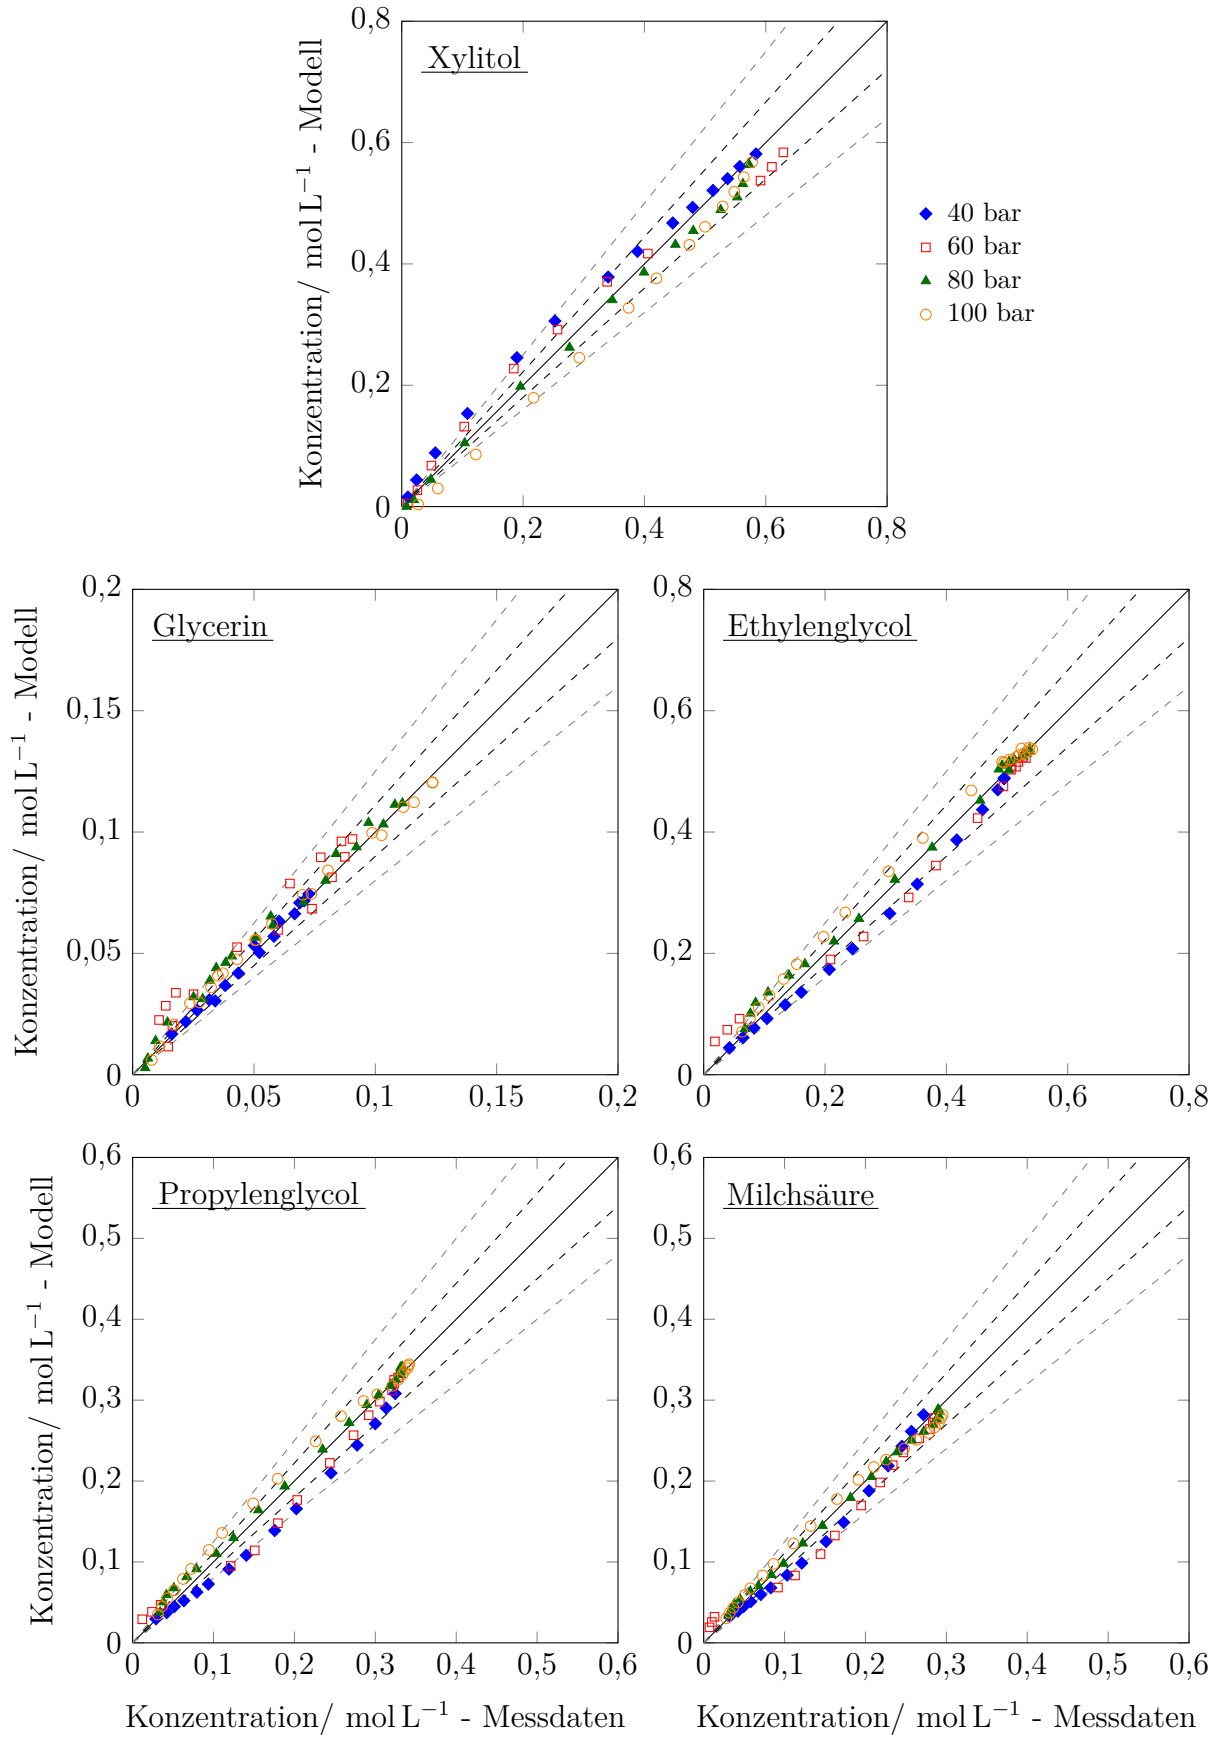 Konzentration/ mol L⁻¹ - Modell
0,8
0,6
0,4
0,2
0
Xylitol
0 0,2 0,4 0,6 0,8
40 bar
60 bar
80 bar
100 bar
Konzentration/ mol L⁻¹ - Modell
0,2
0,15
0,1
0,05
0
Glycerin
0 0,05 0,1 0,15 0,2
0,8
0,6
0,4
0,2
0
Ethylenglycol
0 0,2 0,4 0,6 0,8
Konzentration/ mol L⁻¹ - Modell
0,6
0,5
0,4
0,3
0,2
0,1
0
Propylenglycol
0 0,1 0,2 0,3 0,4 0,5 0,6
Konzentration/ mol L⁻¹ - Messdaten
0,6
0,5
0,4
0,3
0,2
0,1
0
Milchsäure
0 0,1 0,2 0,3 0,4 0,5 0,6
Konzentration/ mol L⁻¹ - Messdaten